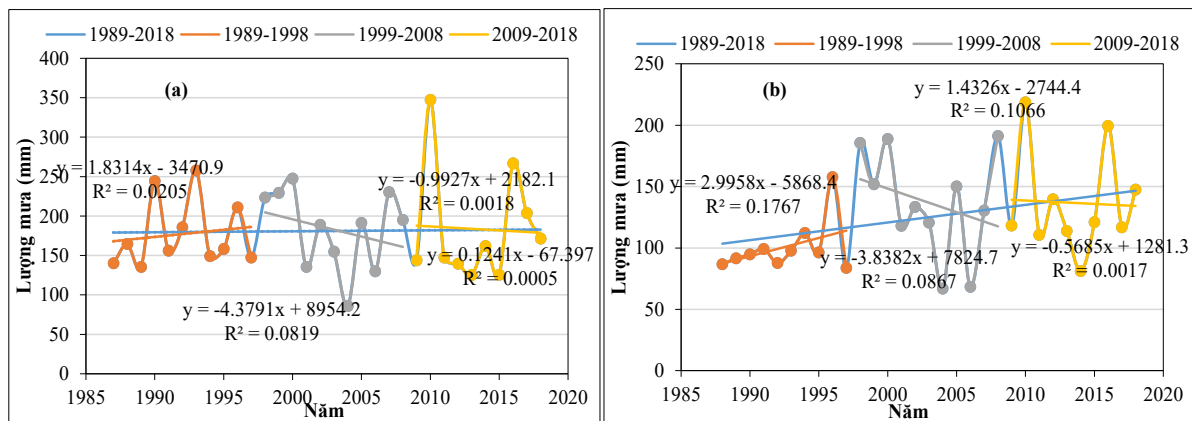 1989-2018 1989-1998 1999-2008 2009-2018
400
350
300
250
200
150
100
50
0
Lượng mưa (mm)
(a)
y = 1.8314x - 3470.9
R² = 0.0205
y = -0.9927x + 2182.1
R² = 0.0018
y = 0.1241x - 67.397
R² = 0.0005
y = -4.3791x + 8954.2
R² = 0.0819
1985 1990 1995 2000 2005 2010 2015 2020
Năm
1989-2018 1989-1998 1999-2008 2009-2018
250
200
150
100
50
0
Lượng mưa (mm)
(b)
y = 1.4326x - 2744.4
R² = 0.1066
y = 2.9958x - 5868.4
R² = 0.1767
y = -3.8382x + 7824.7
R² = 0.0867
y = -0.5685x + 1281.3
R² = 0.0017
1985 1990 1995 2000 2005 2010 2015 2020
Năm